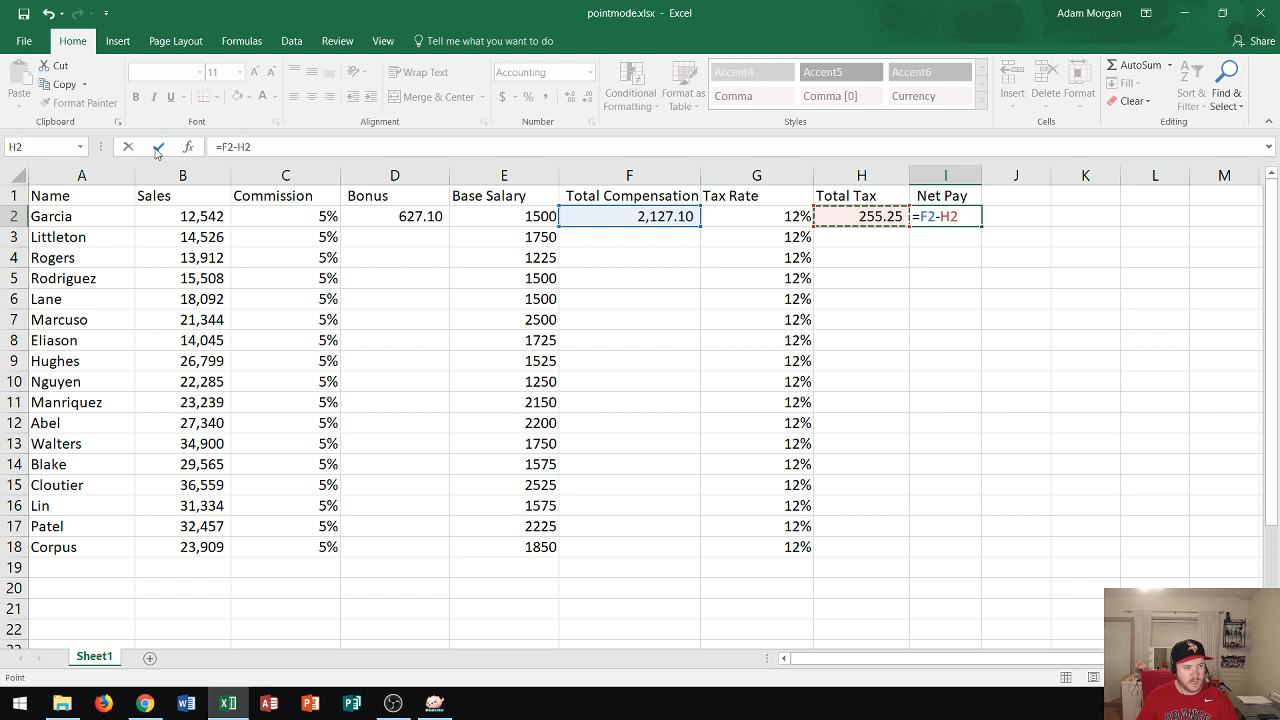 pointmode.xlsx - Excel
Adam Morgan
File Home Insert Page Layout Formulas Data Review View Tell me what you want to do Share
Paste Cut Copy Format Painter Clipboard
11 B I U Font
Wrap Text Merge & Center Alignment
Accounting $ % , Number
Conditional Formatting Format as Table
Accent4 Accent5 Accent6
Comma Comma [0] Currency
Styles
Insert Delete Format Cells
AutoSum Fill Clear Sort & Filter Find & Select Editing
H2 fx =F2-H2
A B C D E F G H I J K L M
1 Name Sales Commission Bonus Base Salary Total Compensation Tax Rate Total Tax Net Pay
2 Garcia 12,542 5% 627.10 1500 2,127.10 12% 255.25 =F2-H2
3 Littleton 14,526 5% 1750 12%
4 Rogers 13,912 5% 1225 12%
5 Rodriguez 15,508 5% 1500 12%
6 Lane 18,092 5% 1500 12%
7 Marcuso 21,344 5% 2500 12%
8 Eliason 14,045 5% 1725 12%
9 Hughes 26,799 5% 1525 12%
10 Nguyen 22,285 5% 1250 12%
11 Manriquez 23,239 5% 2150 12%
12 Abel 27,340 5% 2200 12%
13 Walters 34,900 5% 1750 12%
14 Blake 29,565 5% 1575 12%
15 Cloutier 36,559 5% 2525 12%
16 Lin 31,334 5% 1575 12%
17 Patel 32,457 5% 2225 12%
18 Corpus 23,909 5% 1850 12%
19
20
21
22
Sheet1
Point